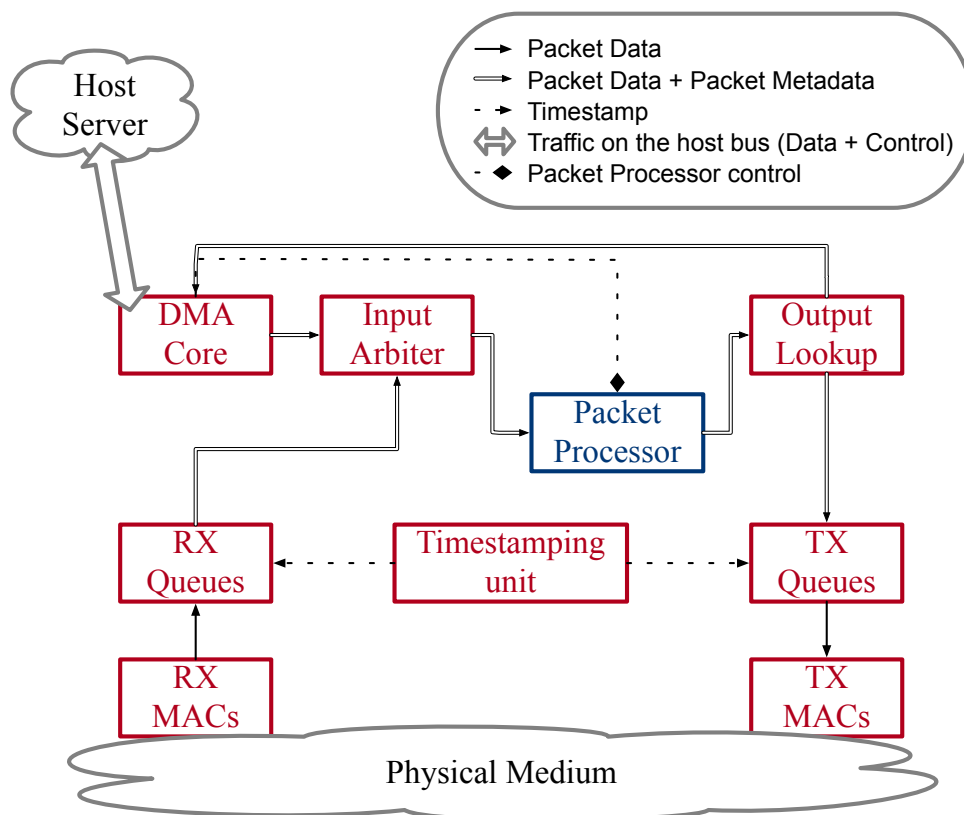 Host
Server
Packet Data
Packet Data + Packet Metadata
Timestamp
Traffic on the host bus (Data + Control)
Packet Processor control
DMA
Core
Input
Arbiter
Output
Lookup
Packet
Processor
RX
Queues
Timestamping
unit
TX
Queues
RX
MACs
TX
MACs
Physical Medium